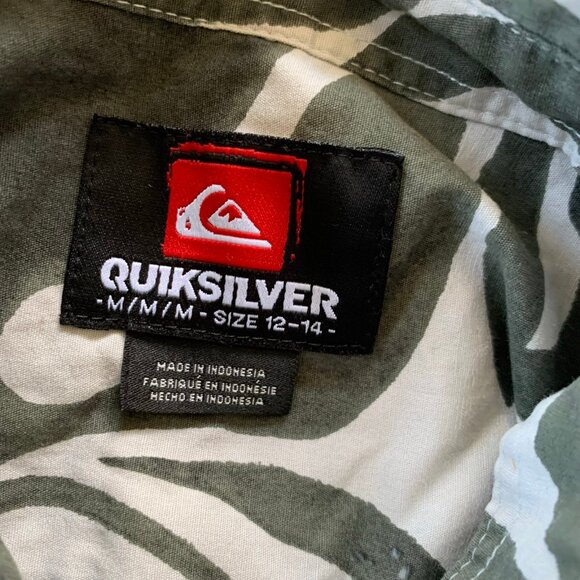 QUIKSILVER
-M/M/M- SIZE 12-14-
MADE IN INDONESIA
FABRIQUÉ EN INDONÉSIE
HECHO EN INDONESIA